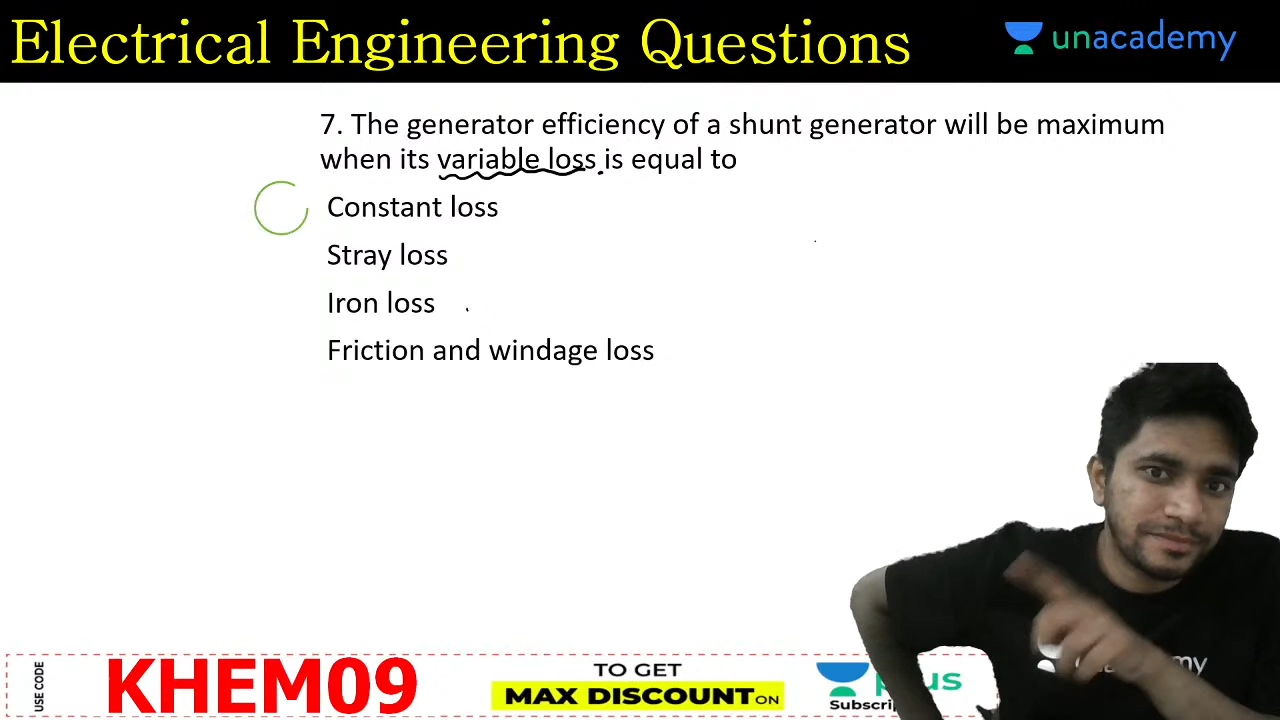 Electrical Engineering Questions
unacademy
7. The generator efficiency of a shunt generator will be maximum
when its variable loss is equal to
Constant loss
Stray loss
Iron loss
Friction and windage loss
USE CODE
KHEM09
TO GET
MAX DISCOUNT ON